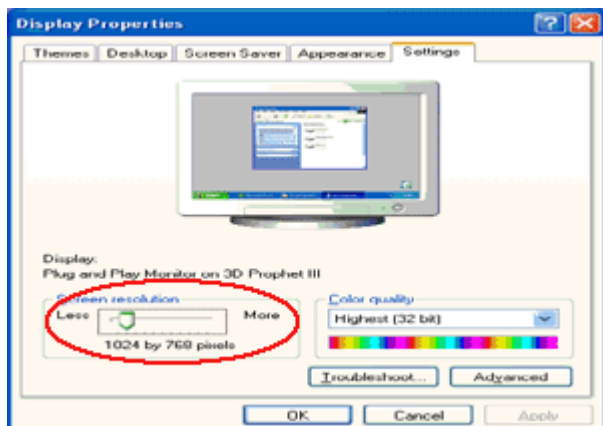 Display Properties
Themes Desktop Screen Saver Appearance Settings
Display:
Plug and Play Monitor on 3D Prophet III
Screen resolution
Less More
1024 by 768 pixels
Color quality
Highest (32 bit)
Troubleshoot... Advanced
OK Cancel Apply